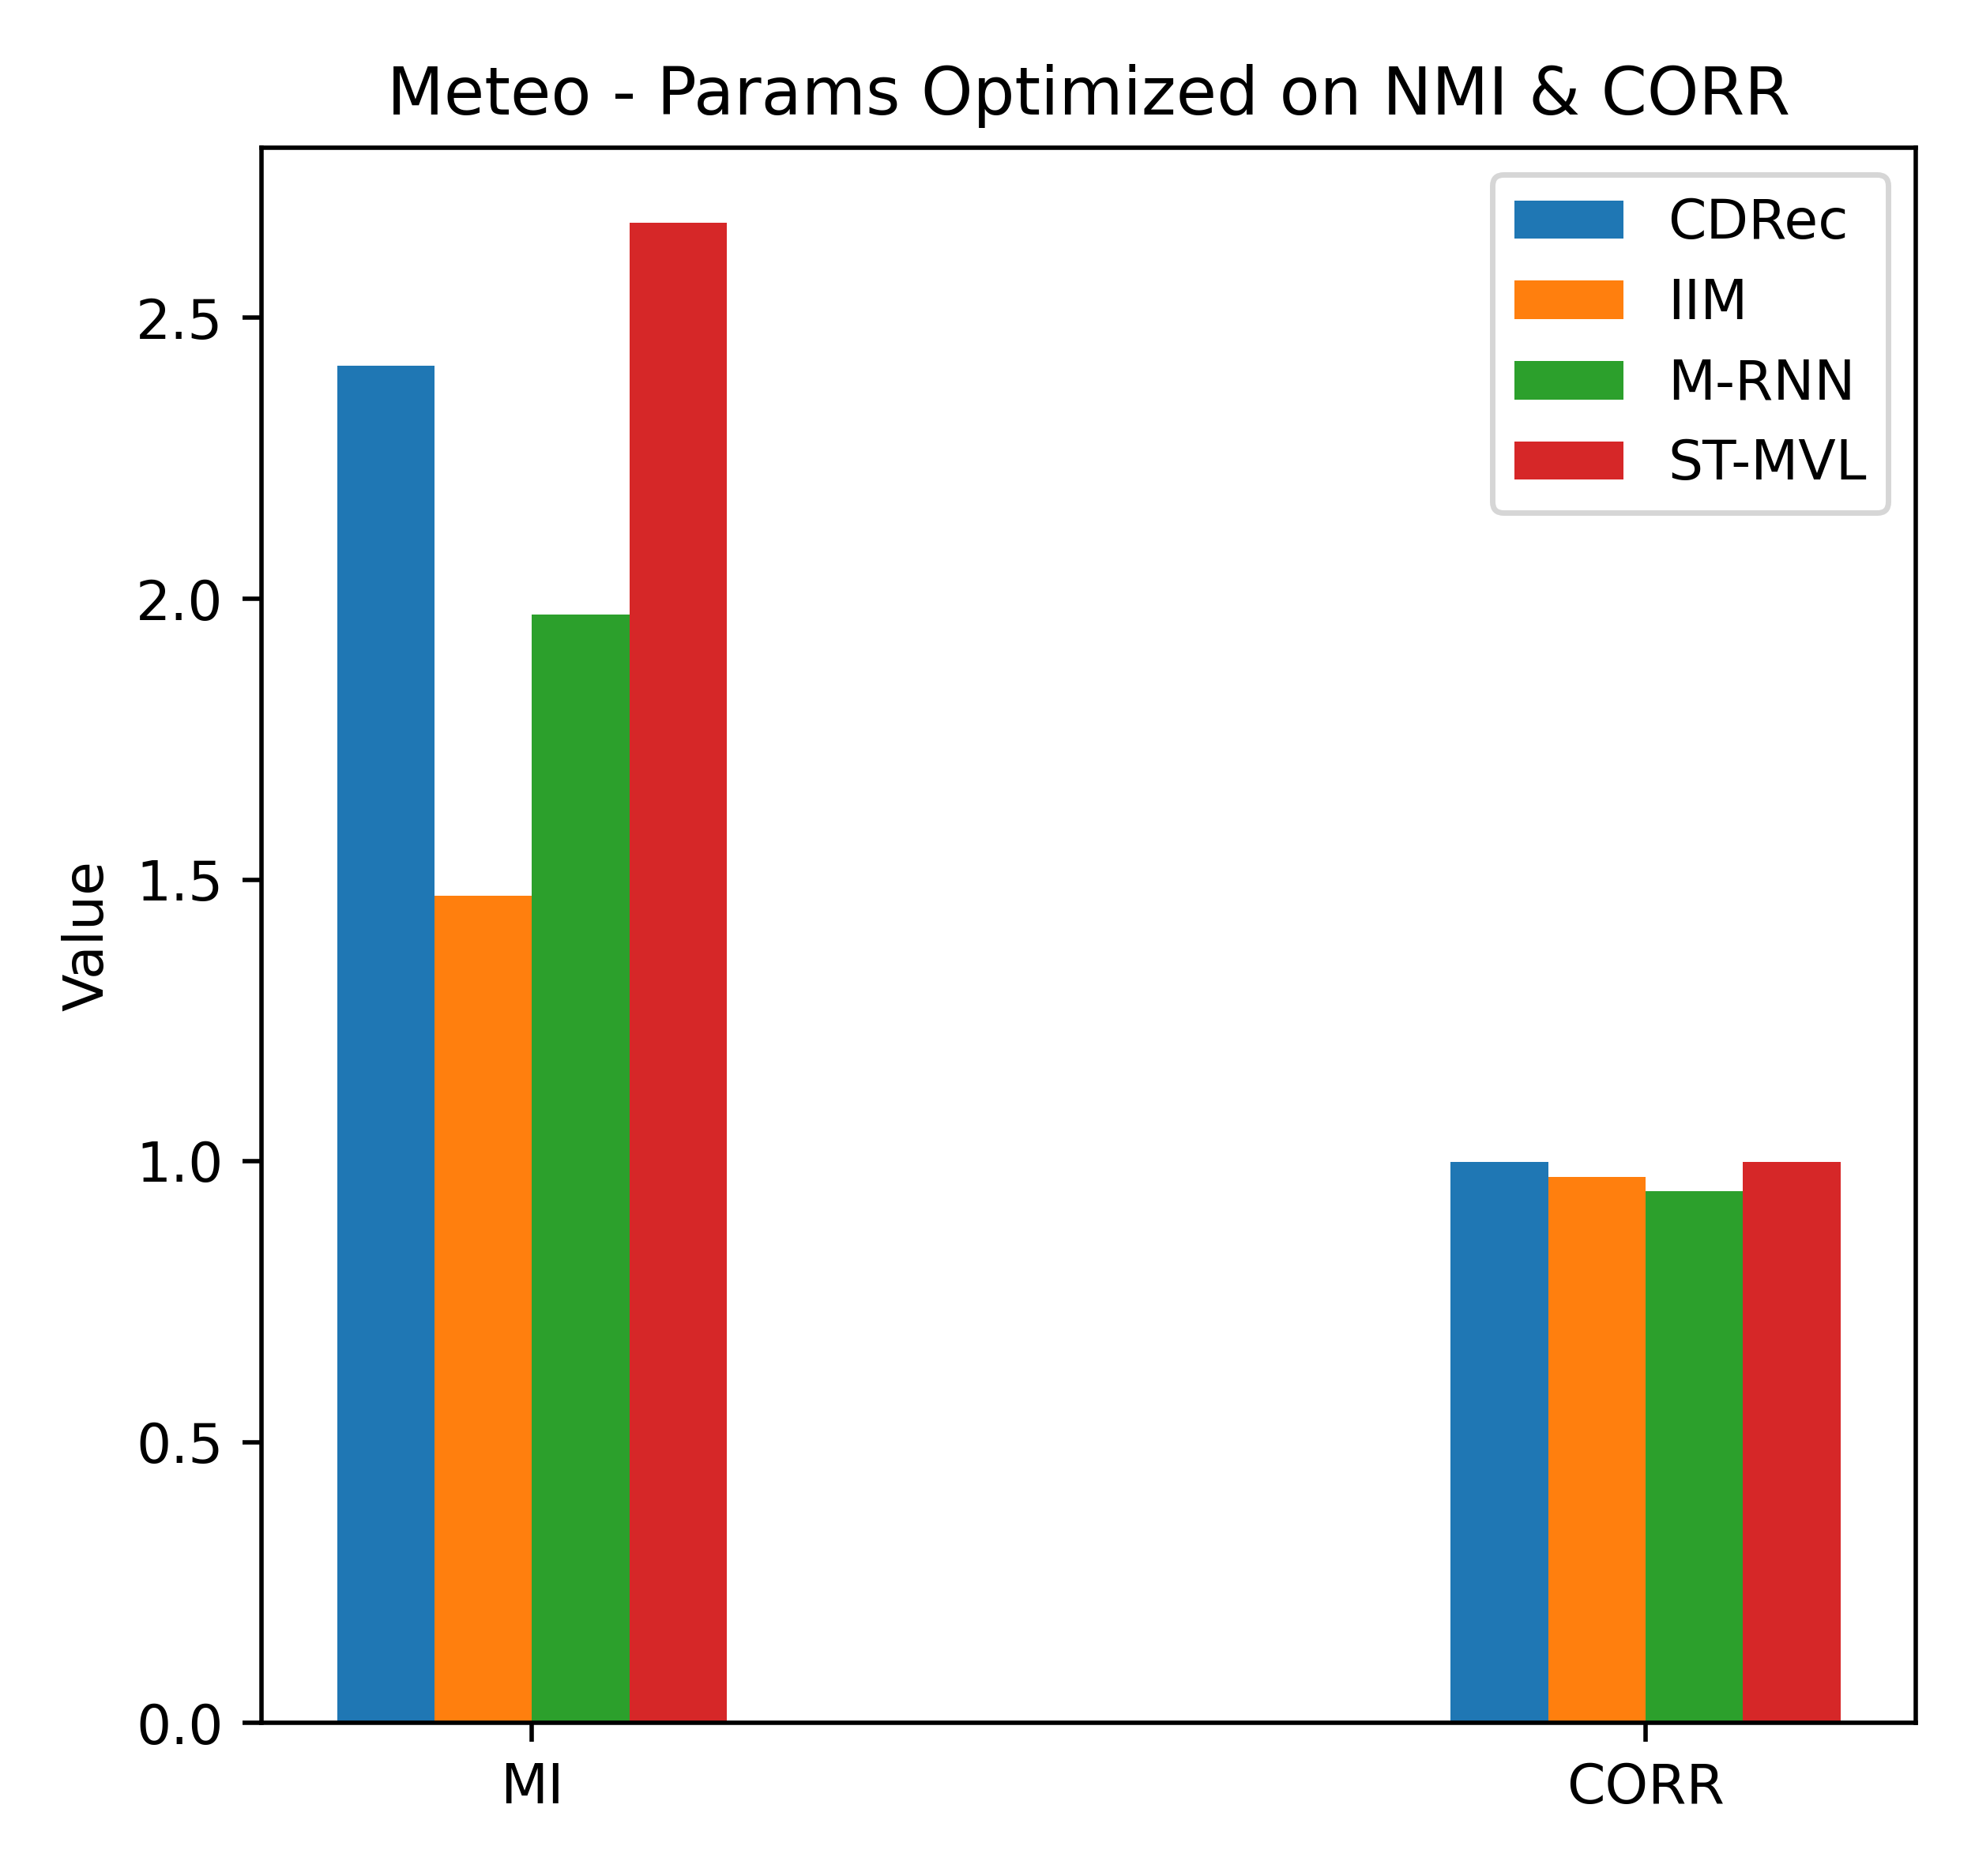 Meteo - Params Optimized on NMI & CORR
CDRec
IIM
M-RNN
ST-MVL
Value
2.5
2.0
1.5
1.0
0.5
0.0
MI
CORR